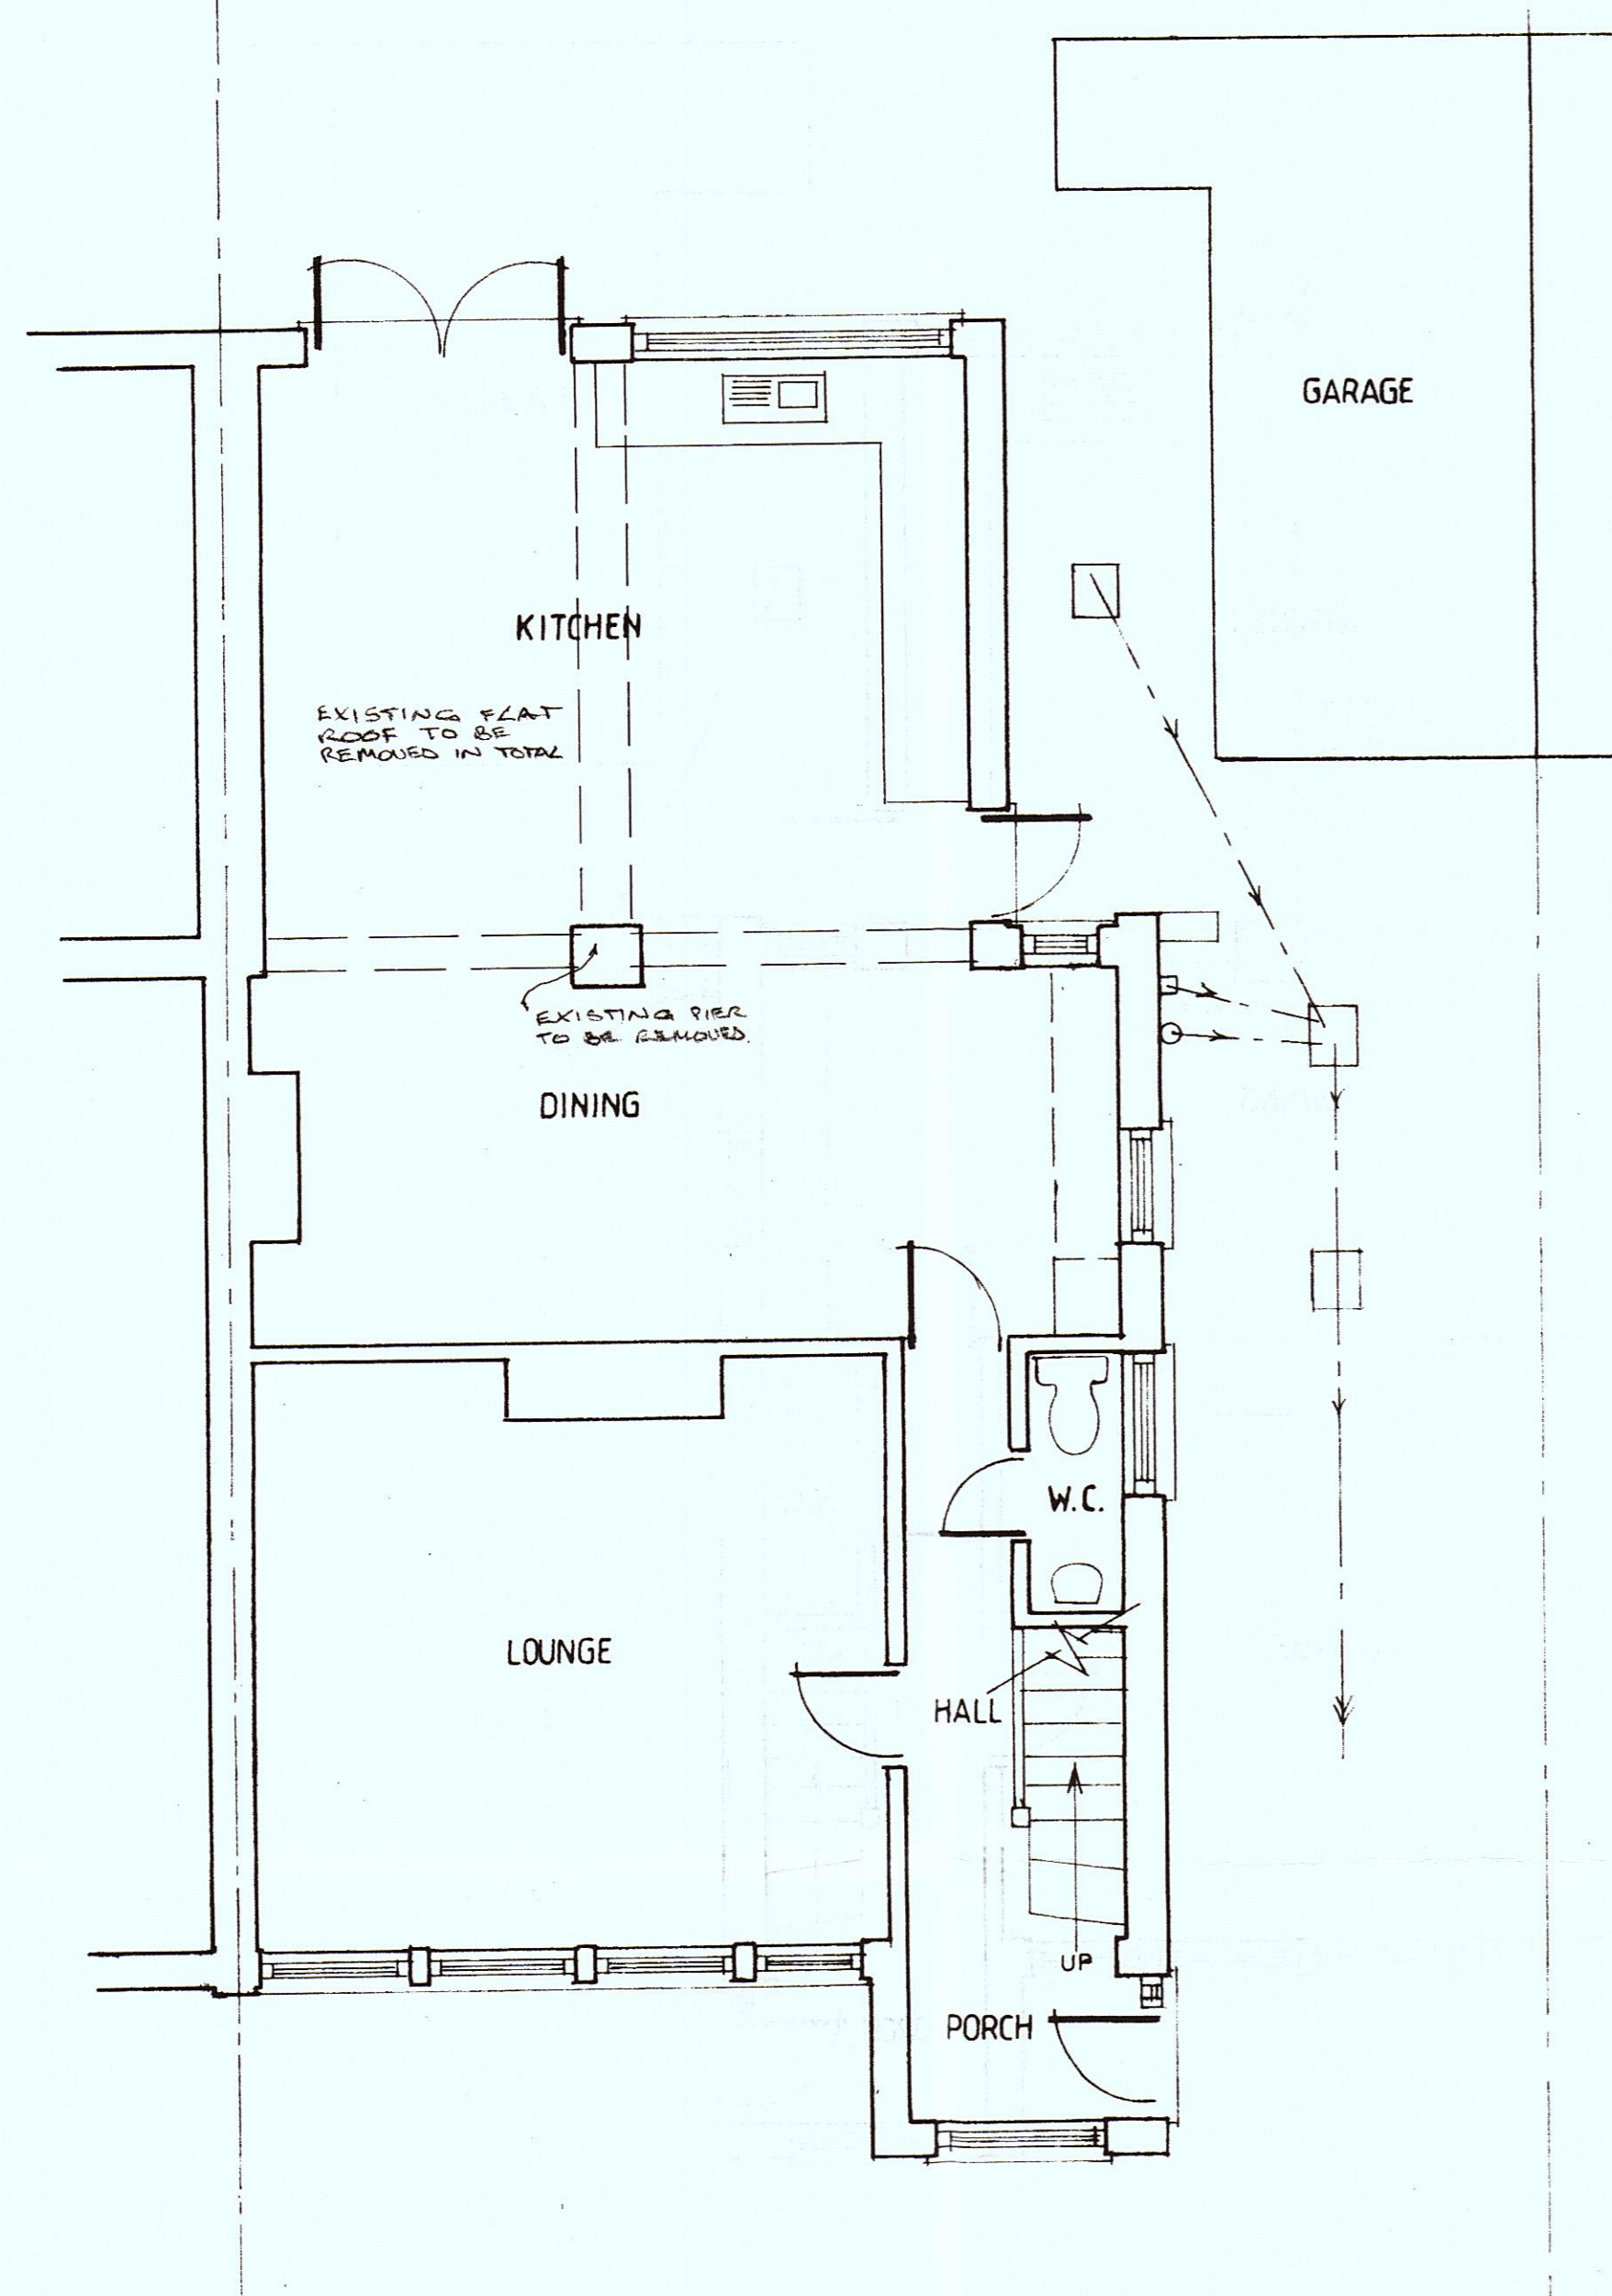 GARAGE
KITCHEN
EXISTING FLAT
ROOF TO BE
REMOVED IN TOTAL
EXISTING PIER
TO BE REMOVED.
DINING
W.C.
LOUNGE
HALL
UP
PORCH